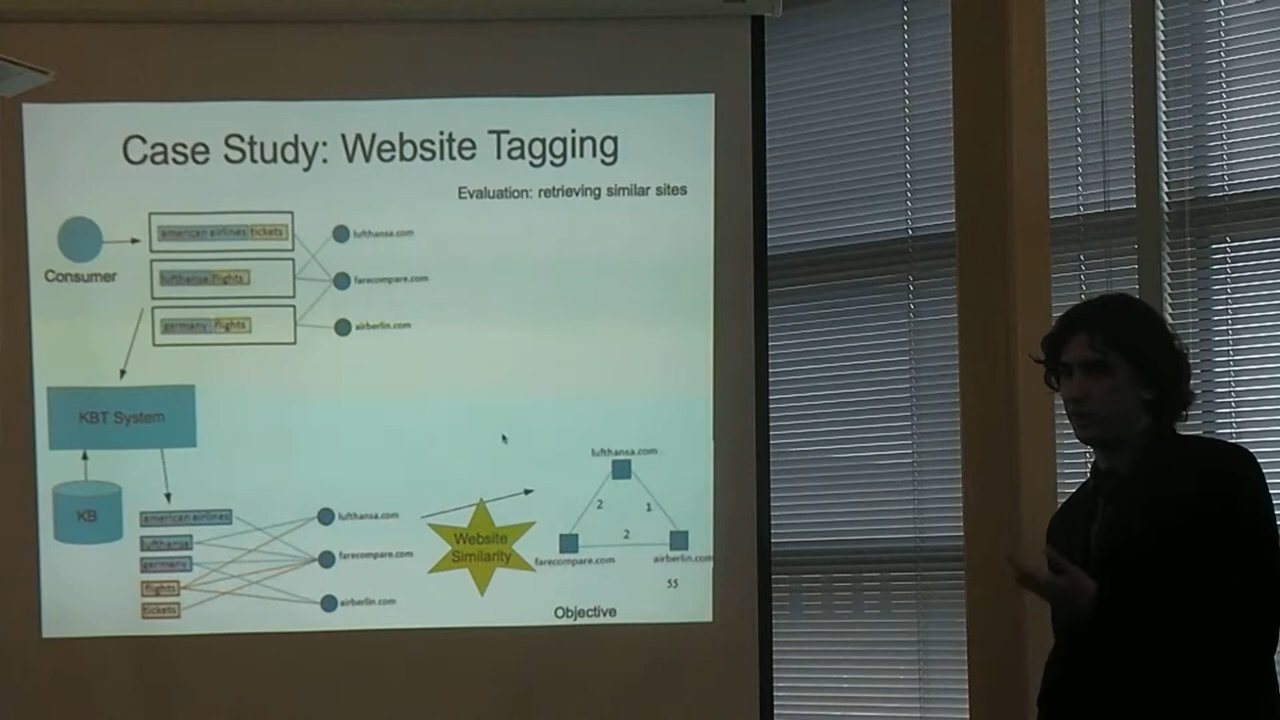 Case Study: Website Tagging
Evaluation: retrieving similar sites
Consumer
american airlines tickets
lufthansa flights
germany flights
lufthansa.com
farecompare.com
airberlin.com
KBT System
KB
american airlines
lufthansa
germany
flights
tickets
lufthansa.com
farecompare.com
airberlin.com
Website
Similarity
lufthansa.com
2
1
2
farecompare.com
airberlin.com
55
Objective